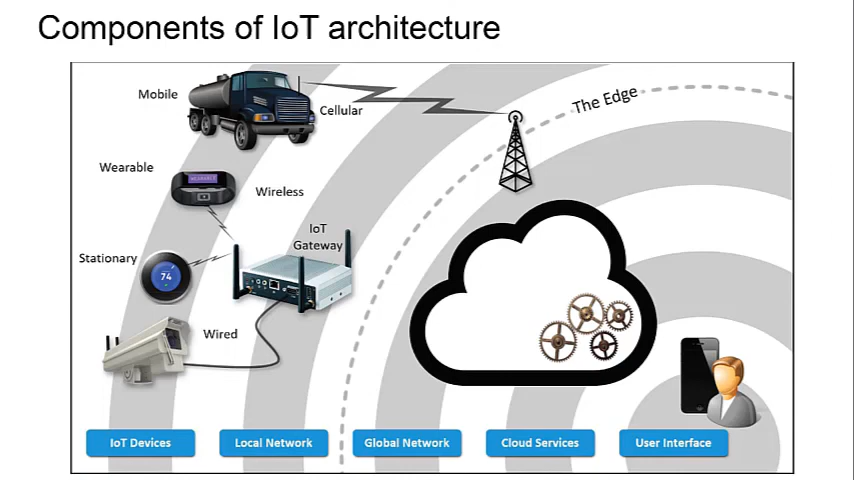 Components of IoT architecture
Mobile
Cellular
The Edge
Wearable
Wireless
IoT
Gateway
Stationary
74
Wired
IoT Devices
Local Network
Global Network
Cloud Services
User Interface